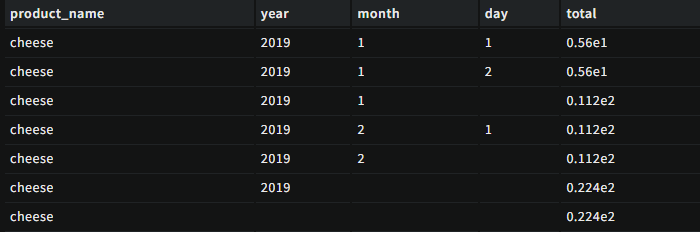 product_name year month day total
cheese 2019 1 1 0.56e1
cheese 2019 1 2 0.56e1
cheese 2019 1 0.112e2
cheese 2019 2 1 0.112e2
cheese 2019 2 0.112e2
cheese 2019 0.224e2
cheese 0.224e2